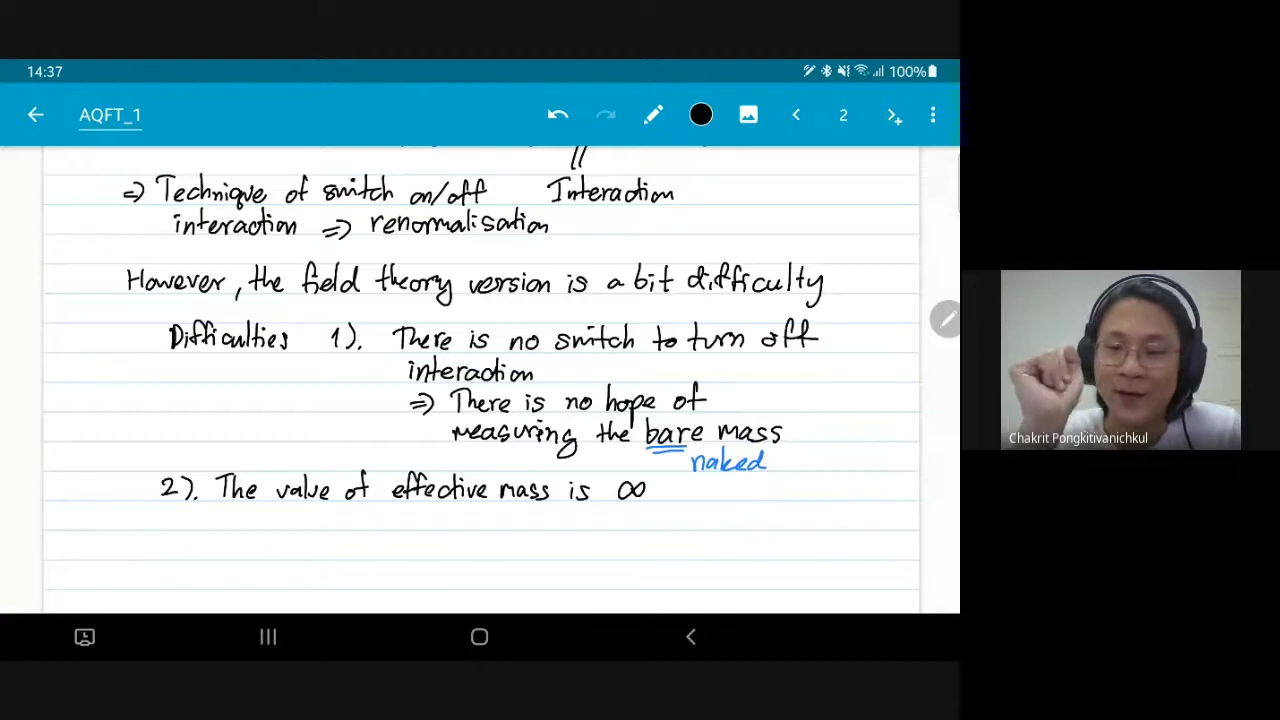 14:37
100%
AQFT_1
2
=> Technique of switch on/off Interaction
interaction => renormalisation
However, the field theory version is a bit difficulty
Difficulties 1). There is no switch to turn off
interaction
=> There is no hope of
measuring the bare mass
naked
2). The value of effective mass is ∞
Chakrit Pongkitivanichkul